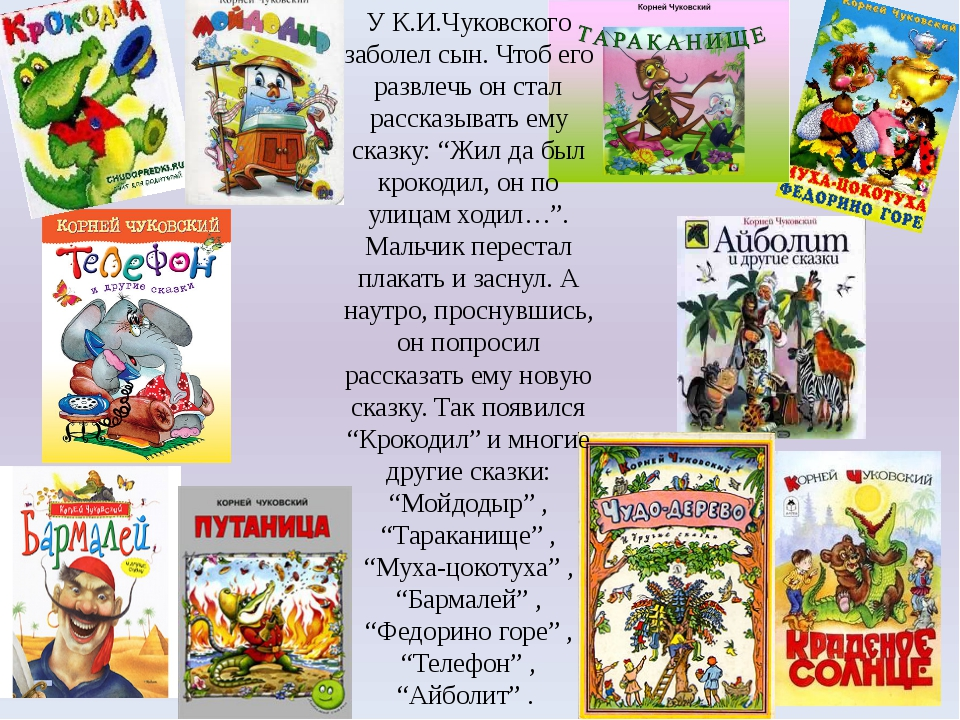 КРОКОДИЛ
CHUDOPREDKI.RU
Корней Чуковский
МОЙДОДЫР
У К.И.Чуковского
заболел сын. Чтоб его
развлечь он стал
рассказывать ему
сказку: “Жил да был
крокодил, он по
улицам ходил…”.
Мальчик перестал
плакать и заснул. А
наутро, проснувшись,
он попросил
рассказать ему новую
сказку. Так появился
“Крокодил” и многие
другие сказки:
“Мойдодыр” ,
“Тараканище” ,
“Муха-цокотуха” ,
“Бармалей” ,
“Федорино горе” ,
“Телефон” ,
“Айболит” .
Корней Чуковский
ТАРАКАНИЩЕ
Корней Чуковский
МУХА-ЦОКОТУХА
ФЕДОРИНО ГОРЕ
КОРНЕЙ ЧУКОВСКИЙ
ТЕЛЕФОН
и другие сказки
Корней Чуковский
Айболит
и другие сказки
Корней Чуковский
Бармалей
КОРНЕЙ ЧУКОВСКИЙ
ПУТАНИЦА
Корней Чуковский
ЧУДО-ДЕРЕВО
и другие сказки
Корней Чуковский
КРАДЕНОЕ
СОЛНЦЕ